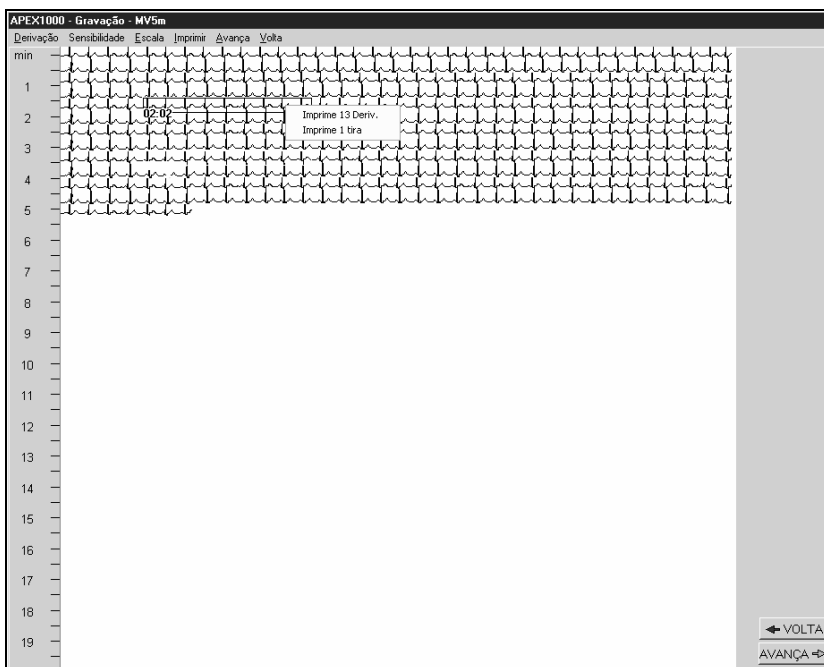 APEX1000 - Gravação - MV5m
Derivação Sensibilidade Escala Imprimir Avança Volta
min
1
02:02
Imprime 13 Deriv.
2
Imprime 1 tira
3
4
5
6
7
8
9
10
11
12
13
14
15
16
17
18
19
VOLTA
AVANÇA